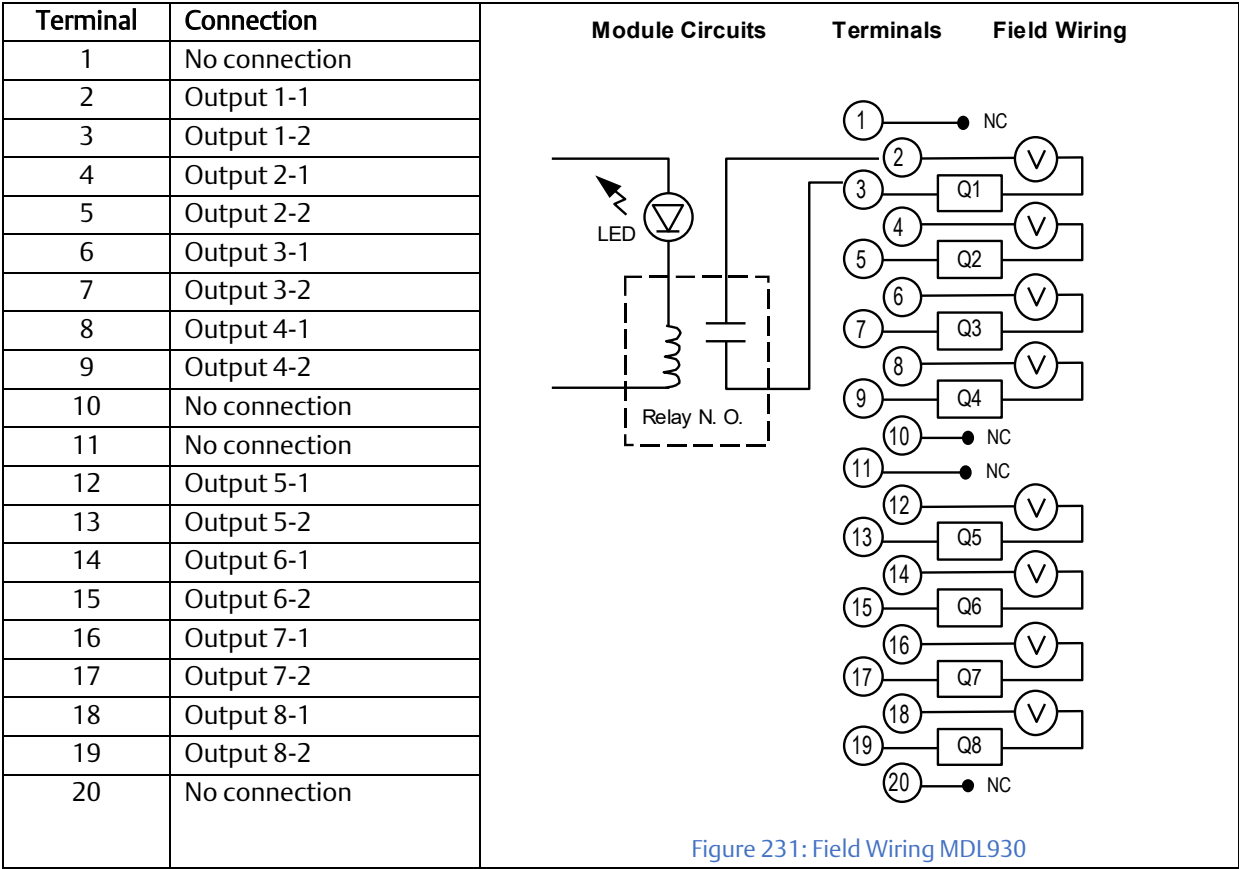 Terminal Connection
1 No connection
2 Output 1-1
3 Output 1-2
4 Output 2-1
5 Output 2-2
6 Output 3-1
7 Output 3-2
8 Output 4-1
9 Output 4-2
10 No connection
11 No connection
12 Output 5-1
13 Output 5-2
14 Output 6-1
15 Output 6-2
16 Output 7-1
17 Output 7-2
18 Output 8-1
19 Output 8-2
20 No connection
Module Circuits Terminals Field Wiring
LED
Relay N. O.
1 NC
2 V
3 Q1
4 V
5 Q2
6 V
7 Q3
8 V
9 Q4
10 NC
11 NC
12 V
13 Q5
14 V
15 Q6
16 V
17 Q7
18 V
19 Q8
20 NC
Figure 231: Field Wiring MDL930